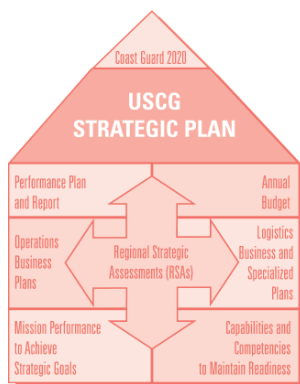 Coast Guard 2020
USCG
STRATEGIC PLAN
Performance Plan
and Report
Annual
Budget
Operations
Business
Plans
Regional Strategic
Assessments (RSAs)
Logistics
Business and
Specialized
Plans
Mission Performance
to Achieve
Strategic Goals
Capabilities and
Competencies
to Maintain Readiness